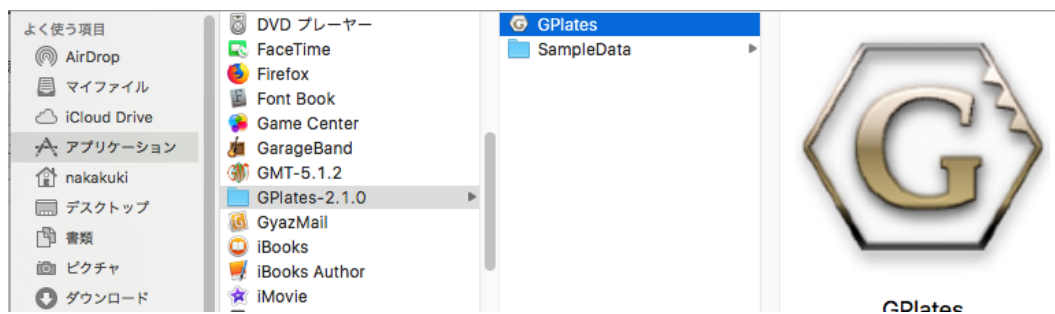 よく使う項目
AirDrop
マイファイル
iCloud Drive
アプリケーション
nakakuki
デスクトップ
書類
ピクチャ
ダウンロード
DVD プレーヤー
FaceTime
Firefox
Font Book
Game Center
GarageBand
GMT-5.1.2
GPlates-2.1.0
GyazMail
iBooks
iBooks Author
iMovie
GPlates
SampleData
G
GPlates